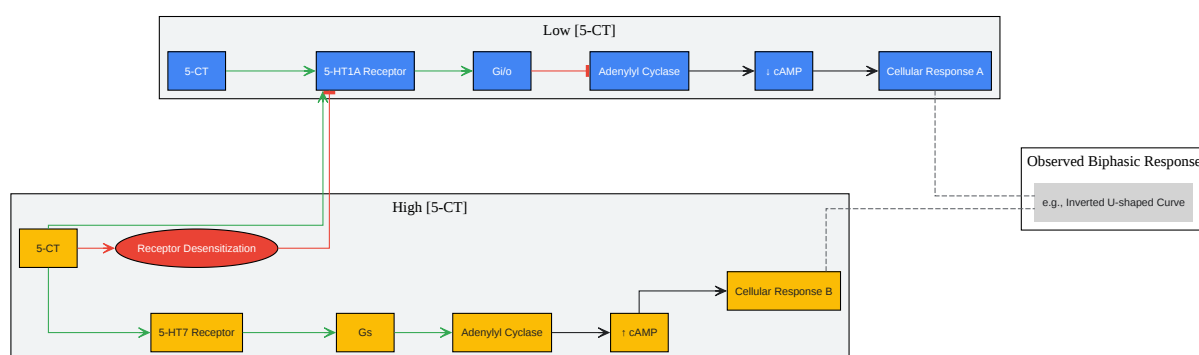 Low [5-CT]
5-CT
5-HT1A Receptor
Gi/o
Adenylyl Cyclase
↓ cAMP
Cellular Response A
Observed Biphasic Response
e.g., Inverted U-shaped Curve
High [5-CT]
5-CT
Receptor Desensitization
Cellular Response B
5-HT7 Receptor
Gs
Adenylyl Cyclase
↑ cAMP